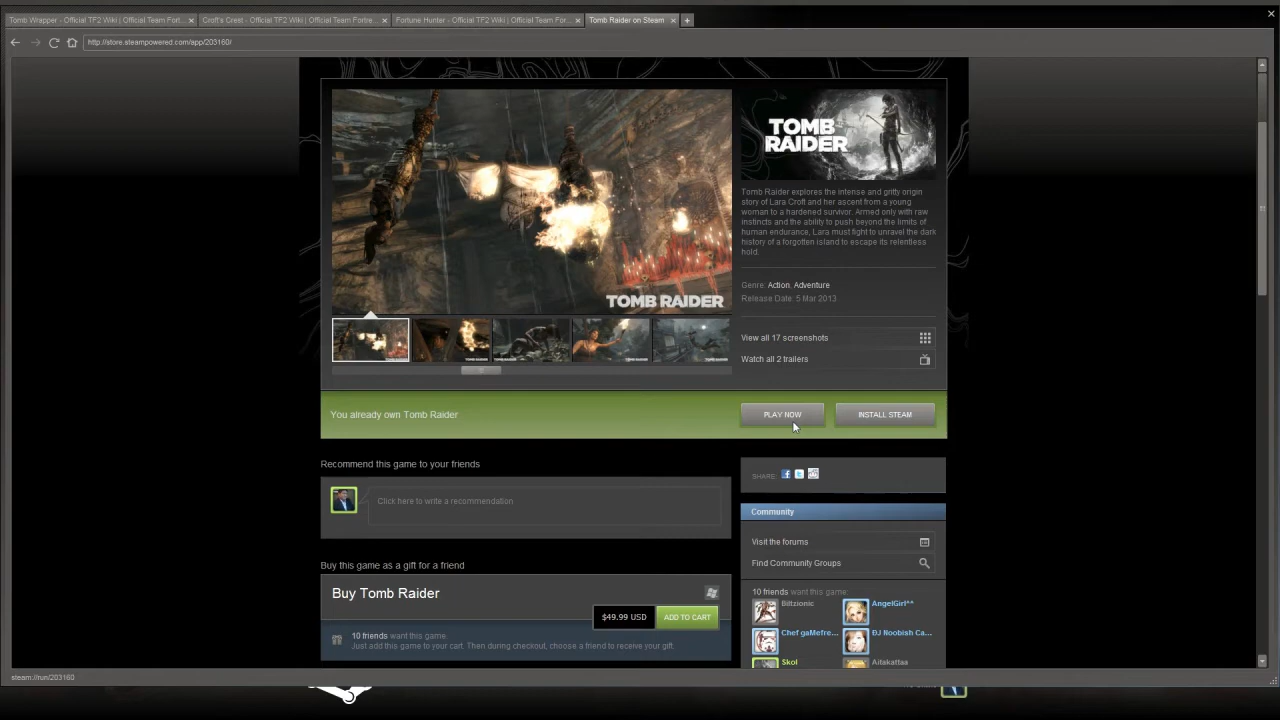 Tomb Wrapper - Official TF2 Wiki | Official Team Fort...
Croft's Crest - Official TF2 Wiki | Official Team Fortre...
Fortune Hunter - Official TF2 Wiki | Official Team For...
Tomb Raider on Steam
http://store.steampowered.com/app/203160/
TOMB RAIDER
TOMB
RAIDER
Tomb Raider explores the intense and gritty origin
story of Lara Croft and her ascent from a young
woman to a hardened survivor. Armed only with raw
instincts and the ability to push beyond the limits of
human endurance, Lara must fight to unravel the dark
history of a forgotten island to escape its relentless
hold.
Genre: Action, Adventure
Release Date: 5 Mar 2013
View all 17 screenshots
Watch all 2 trailers
You already own Tomb Raider
PLAY NOW
INSTALL STEAM
Recommend this game to your friends
Click here to write a recommendation
SHARE:
Community
Visit the forums
Find Community Groups
Buy this game as a gift for a friend
Buy Tomb Raider
$49.99 USD
ADD TO CART
10 friends want this game.
Just add this game to your cart. Then during checkout, choose a friend to receive your gift.
10 friends want this game:
Biltzionic
AngelGirl^^
Chef gaMefre...
DJ Noobish Ca...
Skol
Aitakattaa
steam://run/203160